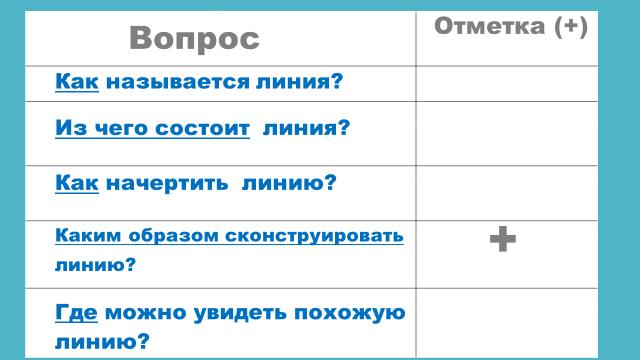 Вопрос
Отметка (+)
Как называется линия?
Из чего состоит линия?
Как начертить линию?
Каким образом сконструировать
линию?
+
Где можно увидеть похожую
линию?